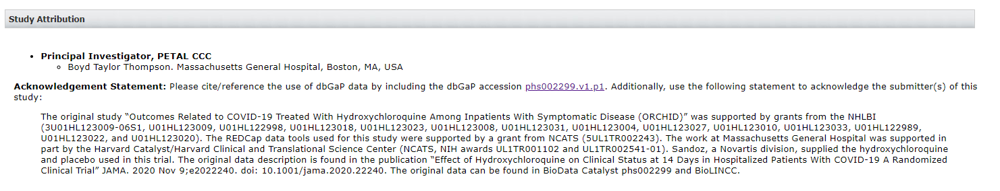 Study Attribution
Principal Investigator, PETAL CCC
Boyd Taylor Thompson. Massachusetts General Hospital, Boston, MA, USA
Acknowledgement Statement: Please cite/reference the use of dbGaP data by including the dbGaP accession phs002299.v1.p1. Additionally, use the following statement to acknowledge the submitter(s) of this
study:
The original study “Outcomes Related to COVID-19 Treated With Hydroxychloroquine Among Inpatients With Symptomatic Disease (ORCHID)” was supported by grants from the NHLBI
(3U01HL123009-06S1, U01HL123009, U01HL122998, U01HL123018, U01HL123023, U01HL123008, U01HL123031, U01HL123004, U01HL123027, U01HL123010, U01HL123033, U01HL122989,
U01HL123022, and U01HL123020). The REDCap data tools used for this study were supported by a grant from NCATS (5UL1TR002243). The work at Massachusetts General Hospital was supported in
part by the Harvard Catalyst/Harvard Clinical and Translational Science Center (NCATS, NIH awards UL1TR001102 and UL1TR002541-01). Sandoz, a Novartis division, supplied the hydroxychloroquine
and placebo used in this trial. The original data description is found in the publication “Effect of Hydroxychloroquine on Clinical Status at 14 Days in Hospitalized Patients With COVID-19 A Randomized
Clinical Trial” JAMA. 2020 Nov 9;e2022240. doi: 10.1001/jama.2020.22240. The original data can be found in BioData Catalyst phs002299 and BioLINCC.